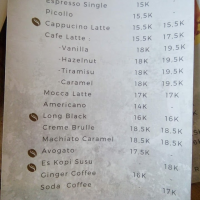 Espresso Single 15K
Picollo 15.5K
Cappucino Latte 15.5K 15.5K
Cafe Latte 15.5K 17.5K
-Vanilla 18K 19.5K
-Hazelnut 18K 19.5K
-Tiramisu 18K 19.5K
-Caramel 18K 19.5K
Mocca Latte 17K 17K
Americano 14K
Long Black 16K 16K
Creme Brulle 18.5K 18.5K
Machiato Caramel 18.5K 18.5K
Avogato 17.5K
Es Kopi Susu 18K
Ginger Coffee 16K
Soda Coffee 17K